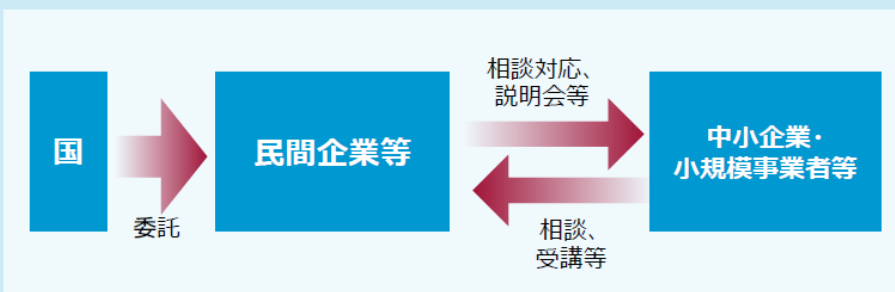 国
委託
民間企業等
相談対応、
説明会等
相談、
受講等
中小企業・
小規模事業者等